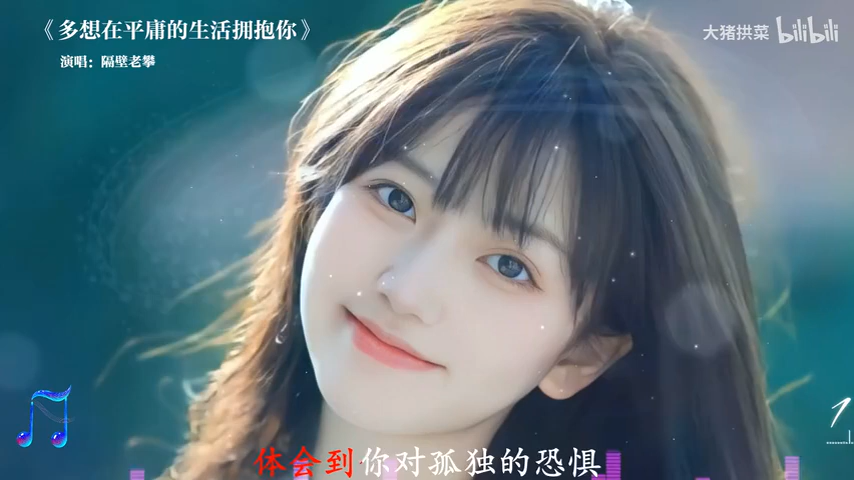 《多想在平庸的生活拥抱你》
演唱：隔壁老攀
大猪拱菜 bilibili
体会到你对孤独的恐惧
1